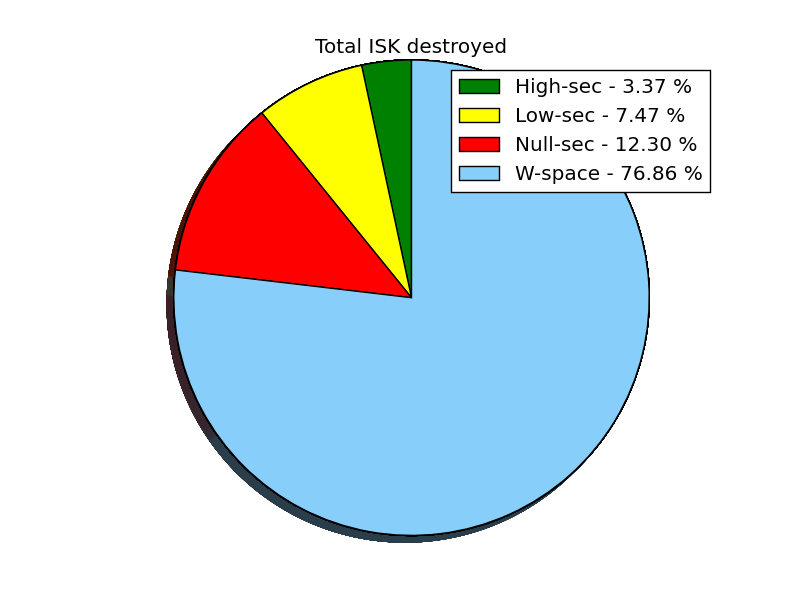 Total ISK destroyed
High-sec - 3.37 %
Low-sec - 7.47 %
Null-sec - 12.30 %
W-space - 76.86 %